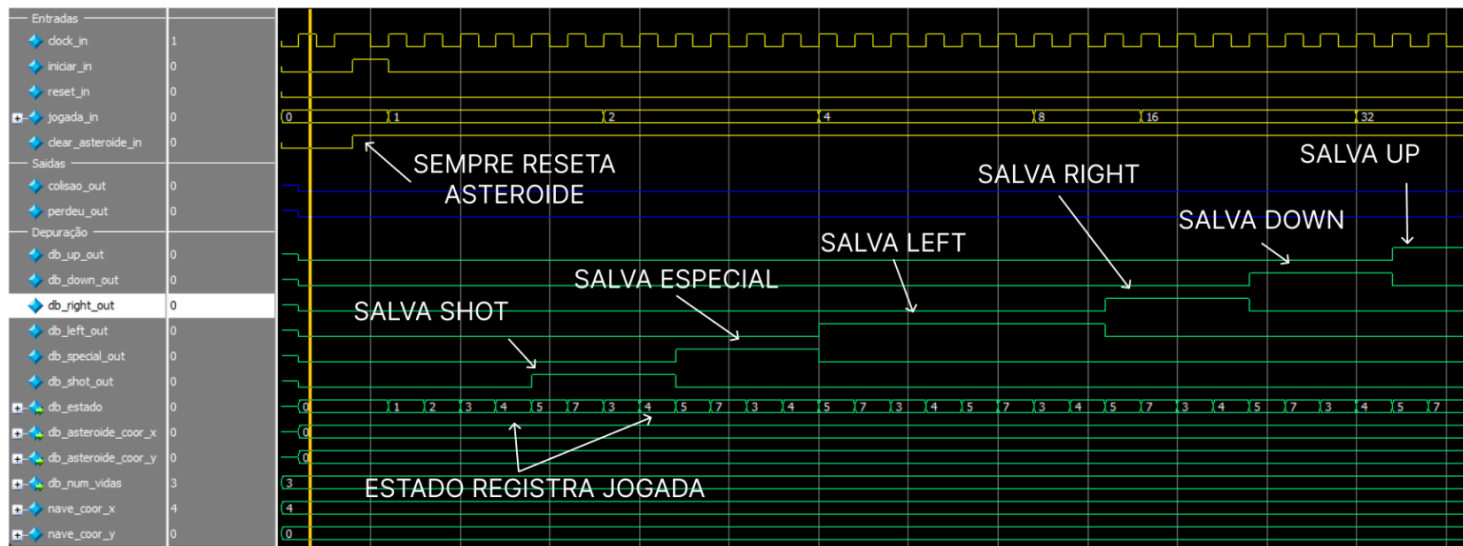 Entradas
clock_in 1
iniciar_in 0
reset_in 0
jogada_in 0 0 1 2 4 8 16 32
clear_asteroide_in 0
Saidas
colisao_out 0
perdeu_out 0
Depuração
db_up_out 0
db_down_out 0
db_right_out 0
db_left_out 0
db_special_out 0
db_shot_out 0
db_estado 0 0 1 2 3 4 5 7 3 4 5 7 3 4 5 7 3 4 5 7 3 4 5 7 3 4 5 7 3 4 5 7
db_asteroide_coor_x 0 0
db_asteroide_coor_y 0 0
db_num_vidas 3 3
nave_coor_x 4 4
nave_coor_y 0 0
SEMPRE RESETA
ASTEROIDE
SALVA SHOT
SALVA ESPECIAL
SALVA LEFT
SALVA RIGHT
SALVA DOWN
SALVA UP
ESTADO REGISTRA JOGADA